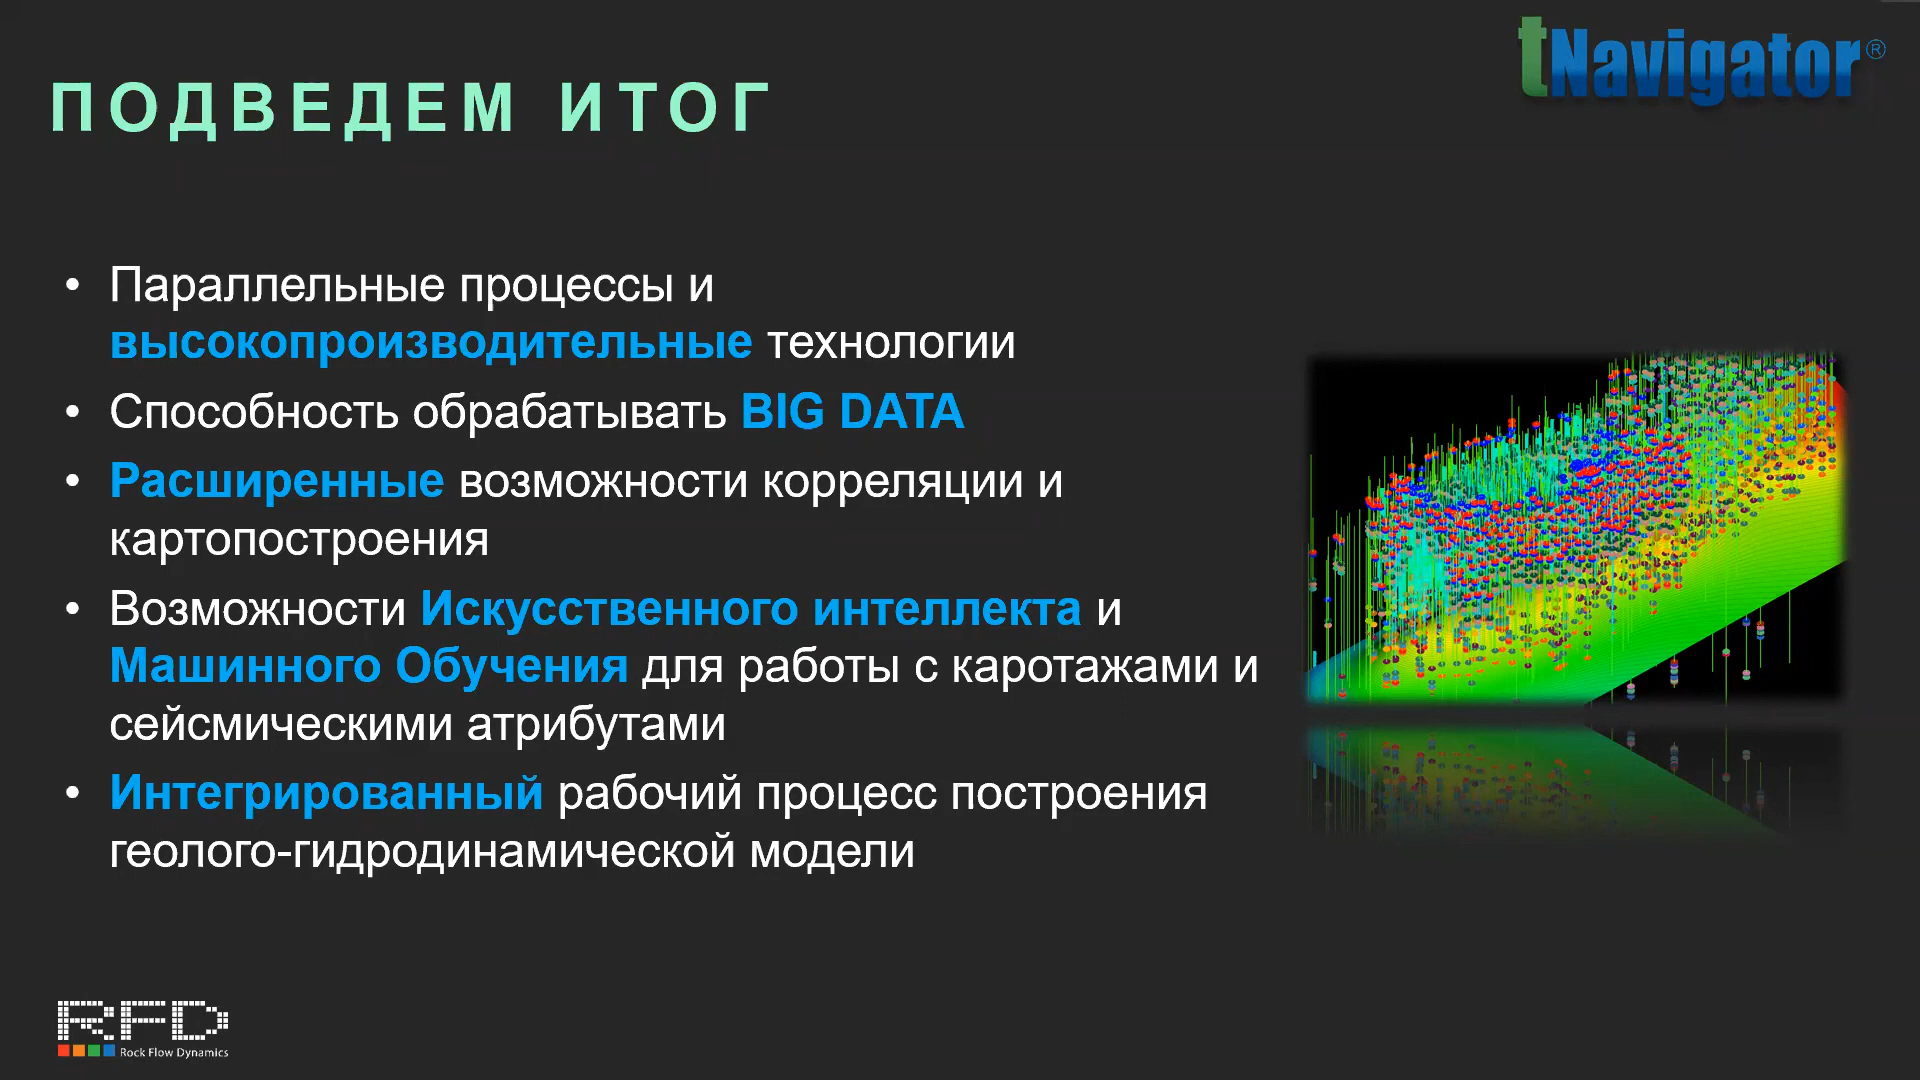 tNavigator®
ПОДВЕДЕМ ИТОГ
• Параллельные процессы и
высокопроизводительные технологии
• Способность обрабатывать BIG DATA
• Расширенные возможности корреляции и
картопостроения
• Возможности Искусственного интеллекта и
Машинного Обучения для работы с каротажами и
сейсмическими атрибутами
• Интегрированный рабочий процесс построения
геолого-гидродинамической модели
RFD
Rock Flow Dynamics